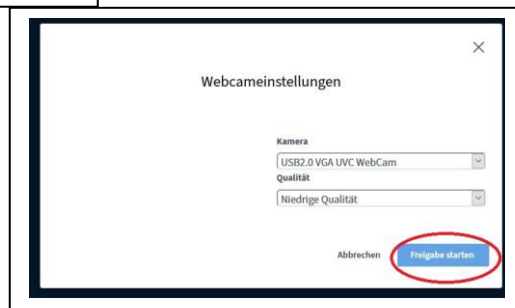 Webcameinstellungen
Kamera
USB2.0 VGA UVC WebCam
Qualität
Niedrige Qualität
Abbrechen Freigabe starten